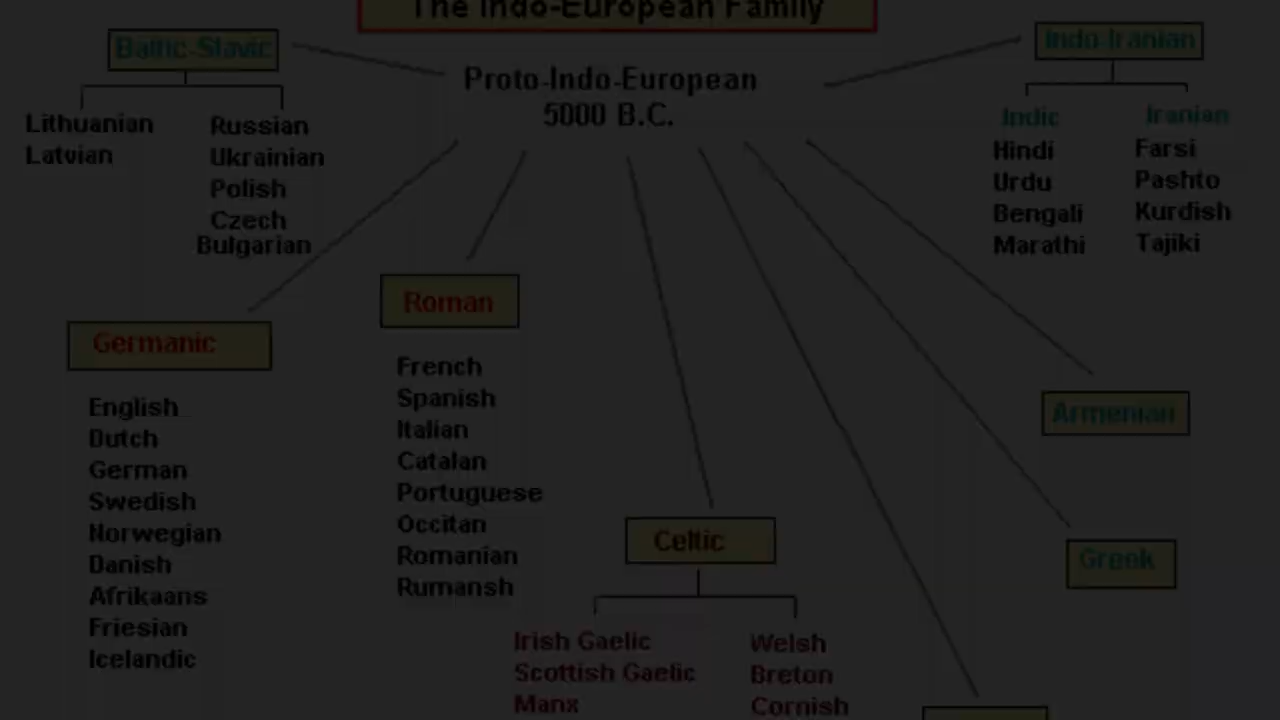 The Indo-European Family
Baltic-Slavic
Indo-Iranian
Proto-Indo-European
5000 B.C.
Lithuanian
Latvian
Russian
Ukrainian
Polish
Czech
Bulgarian
Indic
Hindi
Urdu
Bengali
Marathi
Iranian
Farsi
Pashto
Kurdish
Tajiki
Germanic
English
Dutch
German
Swedish
Norwegian
Danish
Afrikaans
Friesian
Icelandic
Roman
French
Spanish
Italian
Catalan
Portuguese
Occitan
Romanian
Rumansh
Celtic
Irish Gaelic
Scottish Gaelic
Manx
Welsh
Breton
Cornish
Armenian
Greek